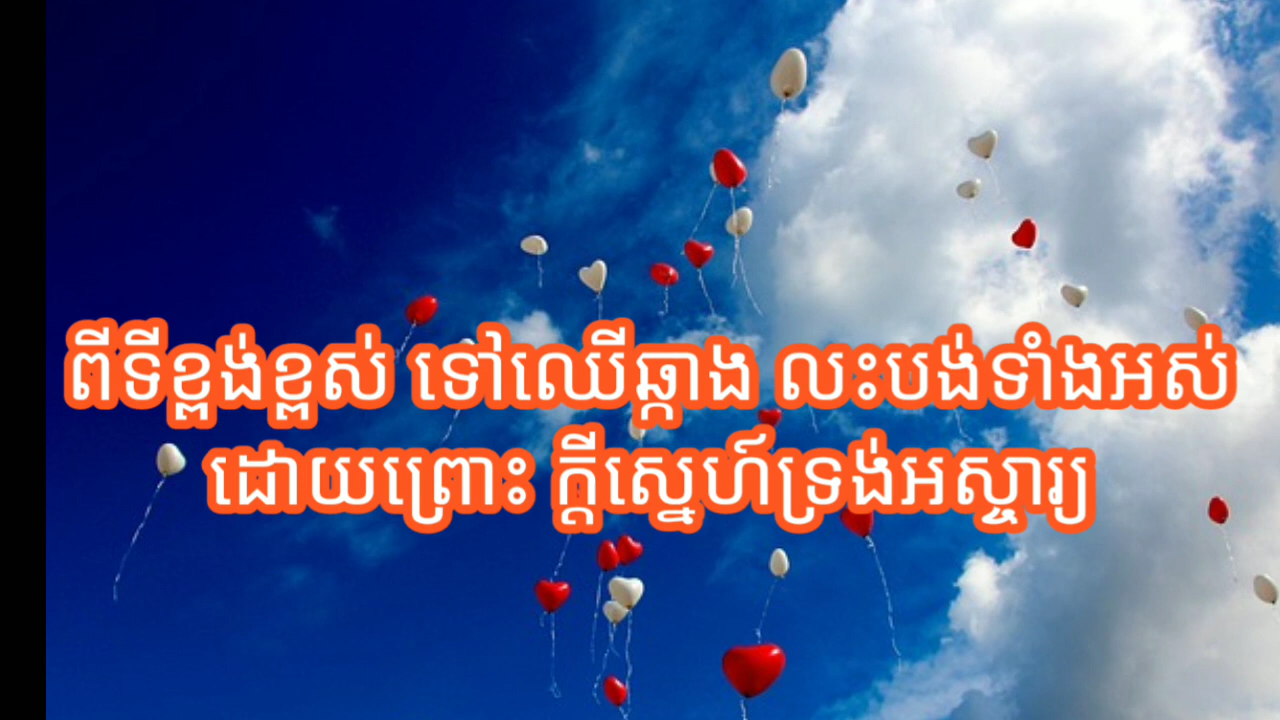 ពីទីខ្ពង់ខ្ពស់ ទៅឈើឆ្កាង លះបង់ទាំងអស់
ដោយព្រោះ ក្តីស្នេហ៍ទ្រង់អស្ចារ្យ